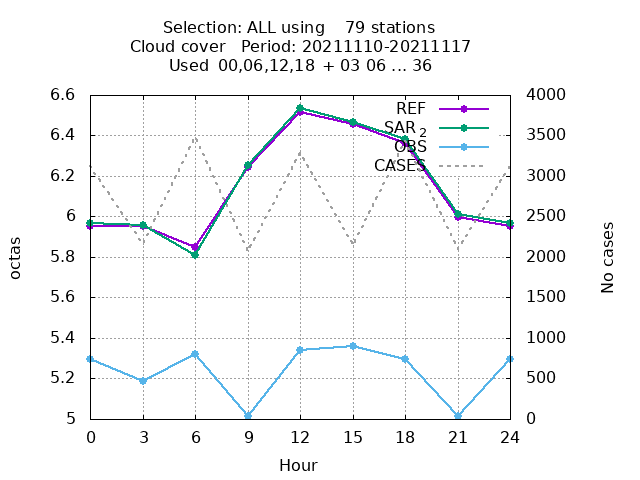 Selection: ALL using 79 stations
Cloud cover Period: 20211110-20211117
Used 00,06,12,18 + 03 06 ... 36
REF
SAR 2
OBS
CASES
6.6
6.4
6.2
6
5.8
5.6
5.4
5.2
5
4000
3500
3000
2500
2000
1500
1000
500
0
octas
No cases
0 3 6 9 12 15 18 21 24
Hour